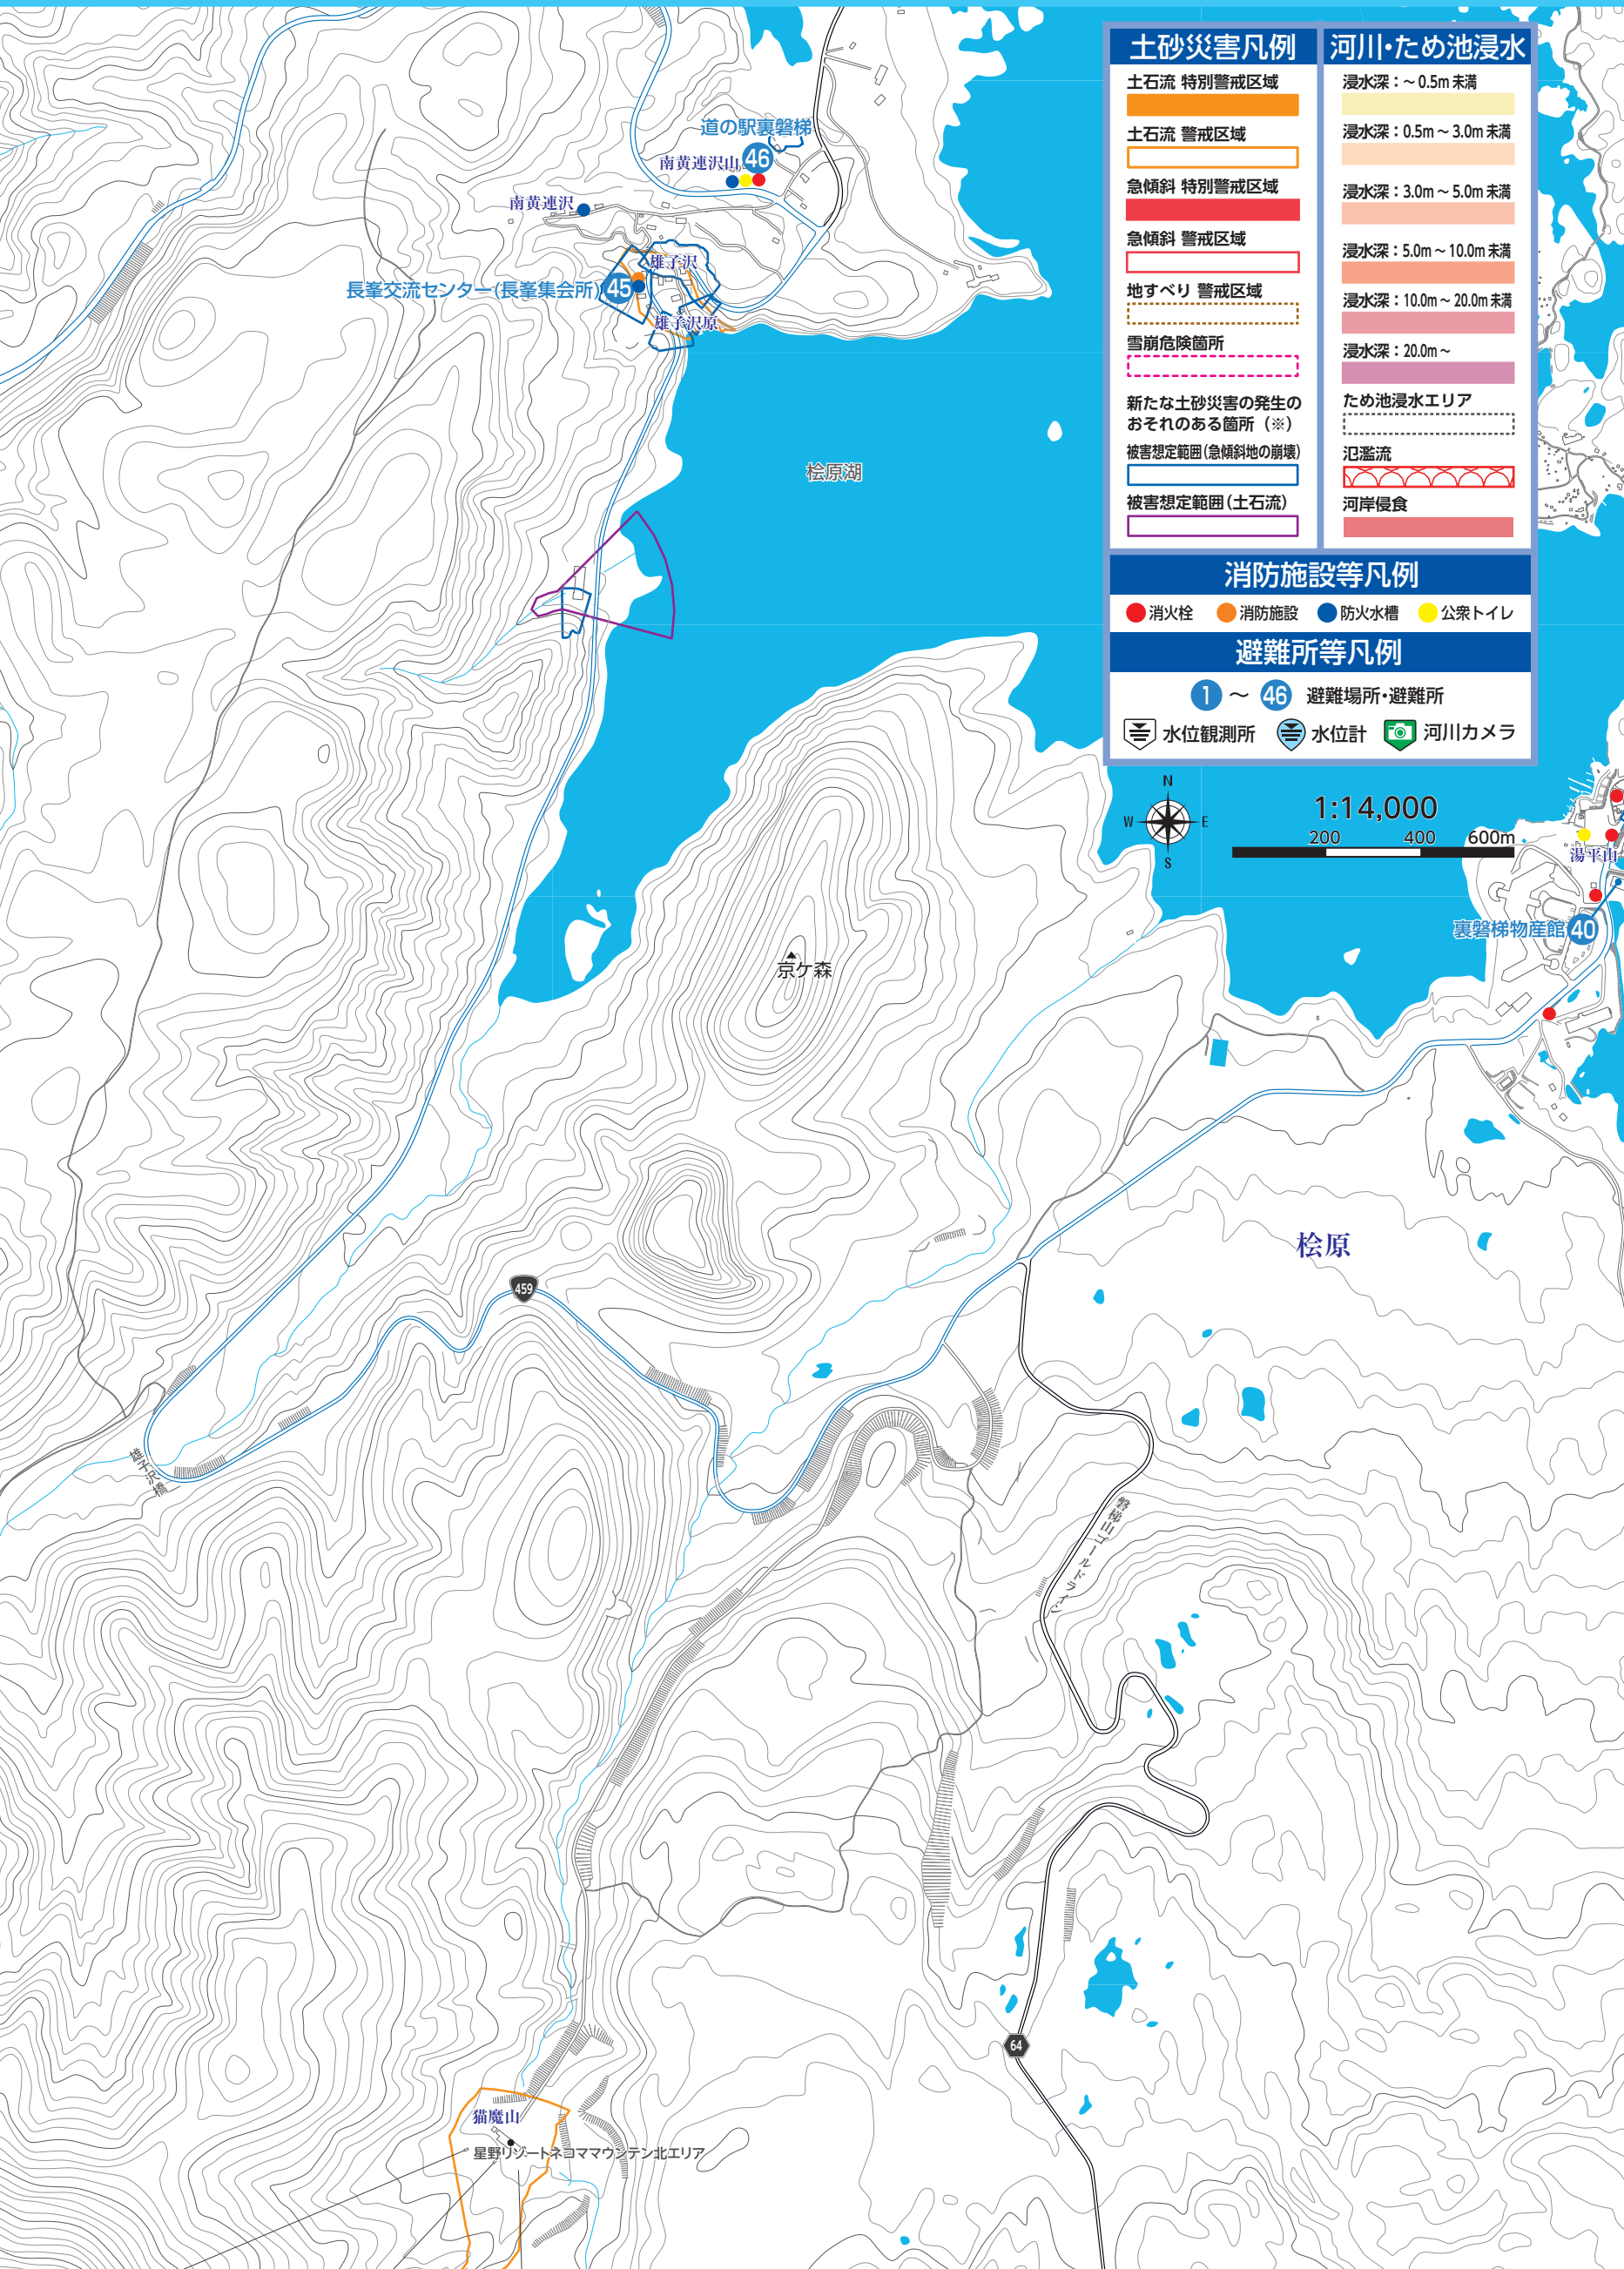 土砂災害凡例
土石流 特別警戒区域
土石流 警戒区域
急傾斜 特別警戒区域
急傾斜 警戒区域
地すべり 警戒区域
雪崩危険箇所
新たな土砂災害の発生の
おそれのある箇所（※）
被害想定範囲(急傾斜地の崩壊)
被害想定範囲(土石流)
河川・ため池浸水
浸水深：～0.5m 未満
浸水深：0.5m～3.0m 未満
浸水深：3.0m～5.0m 未満
浸水深：5.0m～10.0m 未満
浸水深：10.0m～20.0m 未満
浸水深：20.0m～
ため池浸水エリア
氾濫流
河岸侵食
消防施設等凡例
消火栓 消防施設 防火水槽 公衆トイレ
避難所等凡例
1 ～ 46 避難場所・避難所
水位観測所 水位計 河川カメラ
道の駅裏磐梯
南黄連沢山 46
南黄連沢
雄子沢
長峯交流センター(長峯集会所) 45
雄子沢原
桧原湖
N
W E
S
1:14,000
200 400 600m
湯平山
裏磐梯物産館 40
京ケ森
桧原
459
雄子沢橋
磐梯山ゴールドライン
64
猫魔山
星野リゾートネコママウンテン北エリア